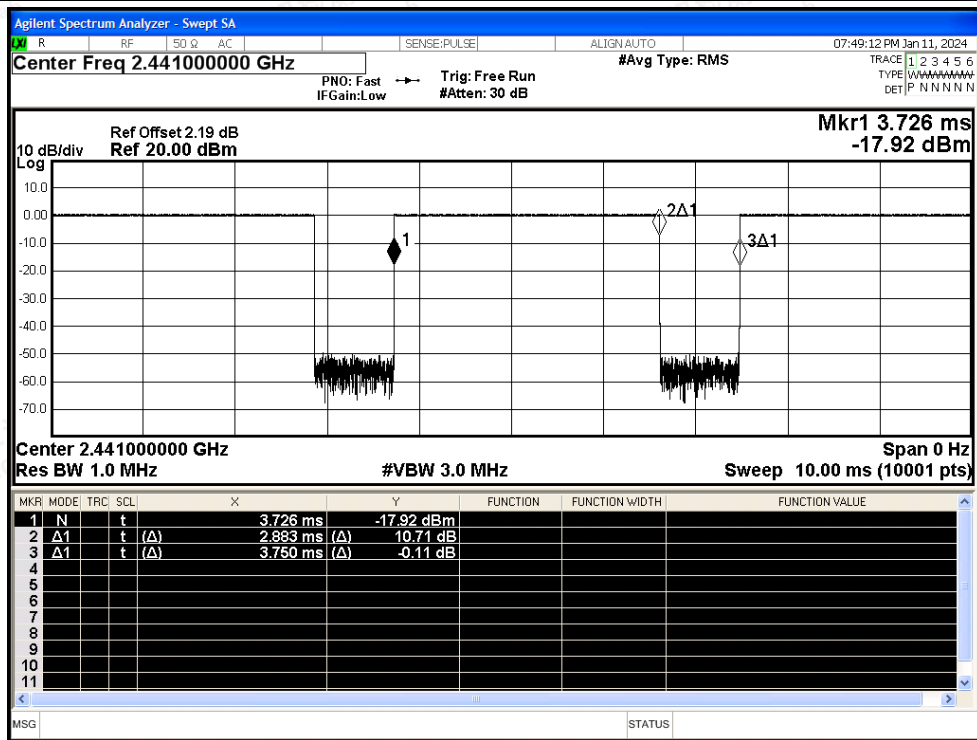 Agilent Spectrum Analyzer - Swept SA
LXI R RF 50 Ω AC SENSE:PULSE ALIGN AUTO 07:49:12 PM Jan 11, 2024
Center Freq 2.441000000 GHz #Avg Type: RMS TRACE 1 2 3 4 5 6
PNO: Fast Trig: Free Run TYPE
IFGain:Low #Atten: 30 dB DET P N N N N N
Mkr1 3.726 ms
Ref Offset 2.19 dB
10 dB/div Ref 20.00 dBm -17.92 dBm
Log
10.0
0.00 2Δ1
-10.0 1 3Δ1
-20.0
-30.0
-40.0
-50.0
-60.0
-70.0
Center 2.441000000 GHz Span 0 Hz
Res BW 1.0 MHz #VBW 3.0 MHz Sweep 10.00 ms (10001 pts)
MKR MODE TRC SCL X Y FUNCTION FUNCTION WIDTH FUNCTION VALUE
1 N t 3.726 ms -17.92 dBm
2 Δ1 t (Δ) 2.883 ms (Δ) 10.71 dB
3 Δ1 t (Δ) 3.750 ms (Δ) -0.11 dB
4
5
6
7
8
9
10
11
MSG STATUS